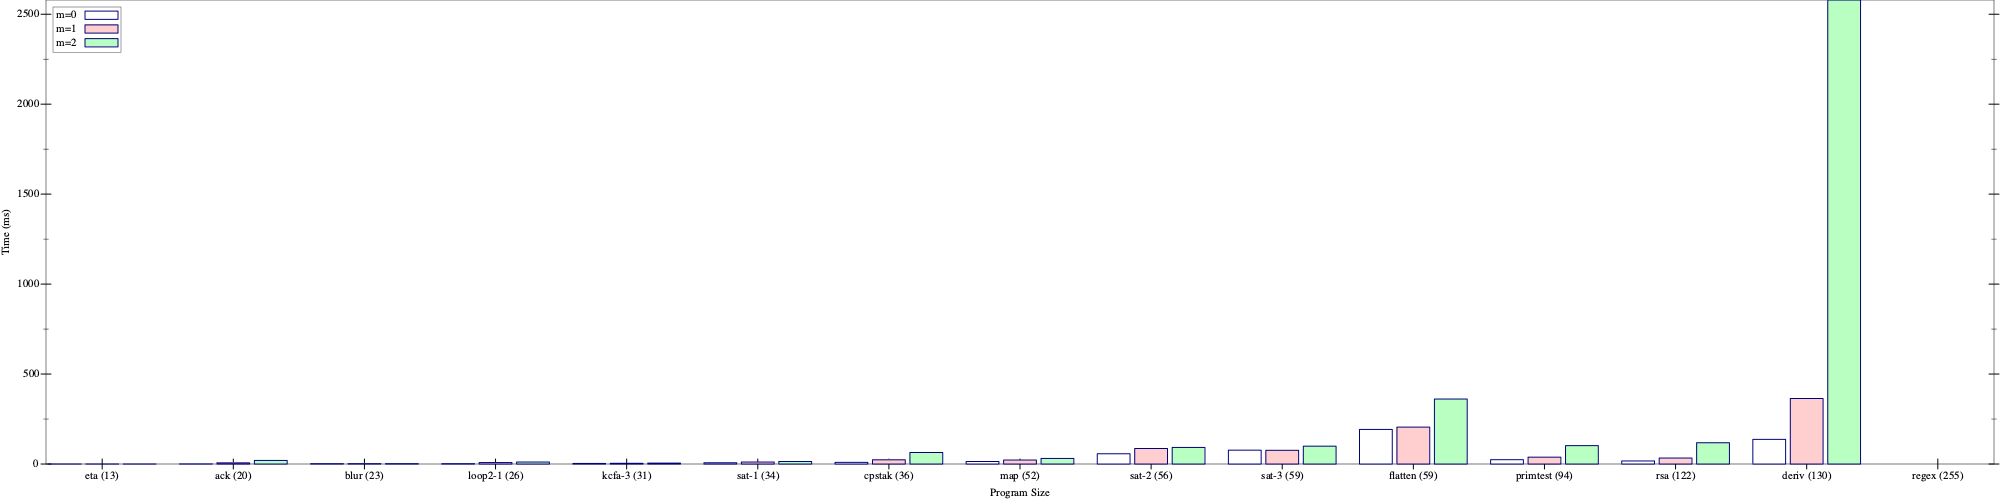 m=0
m=1
m=2
2500
2000
1500
1000
500
0
Time (ms)
eta (13) ack (20) blur (23) loop2-1 (26) kcfa-3 (31) sat-1 (34) cpstak (36) map (52) sat-2 (56) sat-3 (59) flatten (59) primtest (94) rsa (122) deriv (130) regex (255)
Program Size